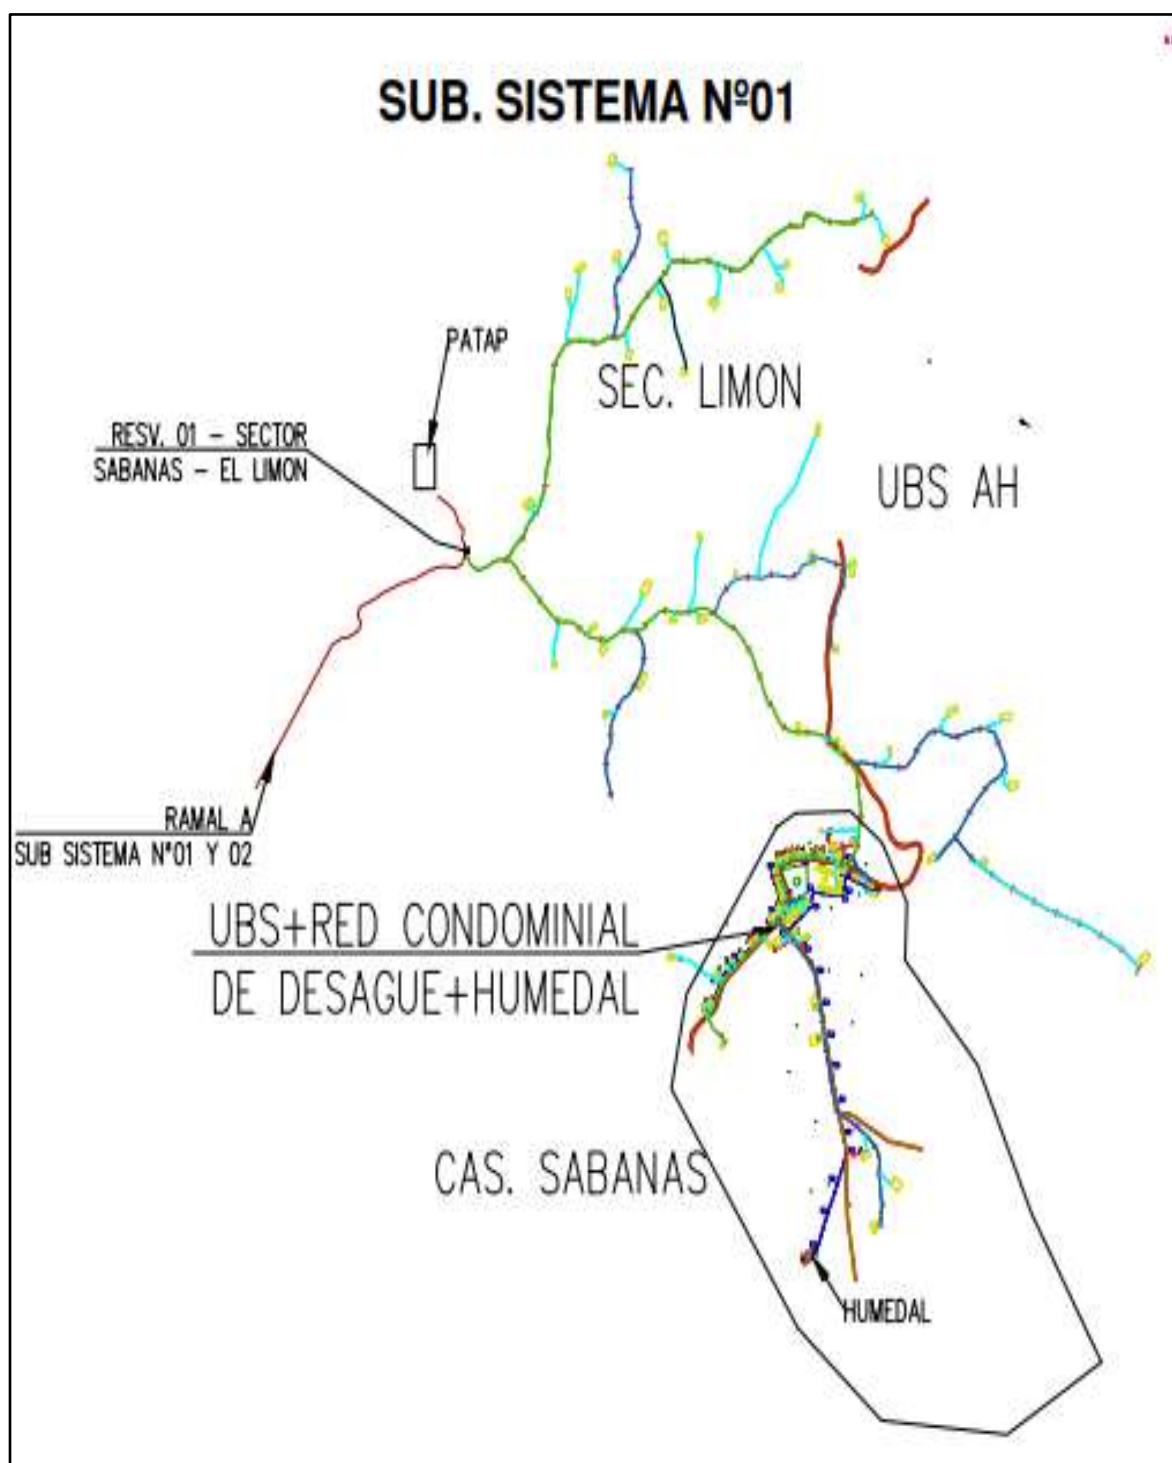 SUB. SISTEMA Nº01
PATAP
SEC. LIMON
RESV. 01 – SECTOR
SABANAS – EL LIMON
UBS AH
RAMAL A
SUB SISTEMA N°01 Y 02
UBS+RED CONDOMINIAL
DE DESAGUE+HUMEDAL
CAS. SABANAS
HUMEDAL